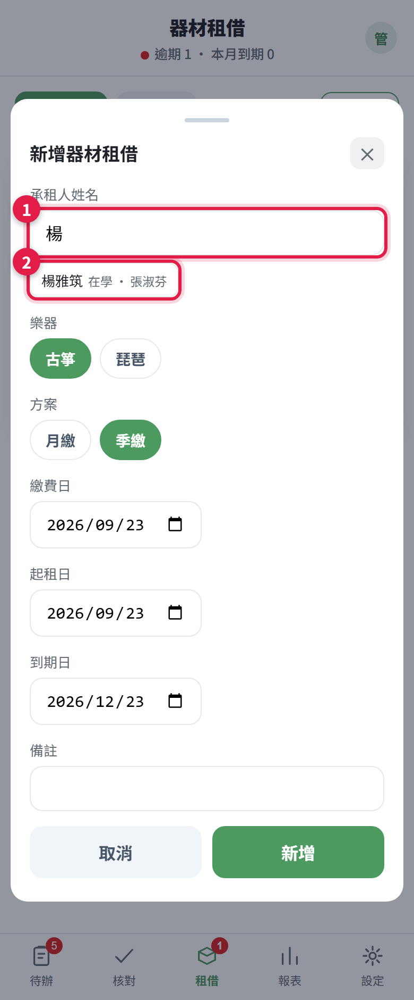 器材租借
逾期 1 · 本月到期 0
管
新增器材租借
承租人姓名
1
楊
2
楊雅筑 在學 · 張淑芬
樂器
古箏 琵琶
方案
月繳 季繳
繳費日
2026/09/23
起租日
2026/09/23
到期日
2026/12/23
備註
取消 新增
5 1
待辦 核對 租借 報表 設定